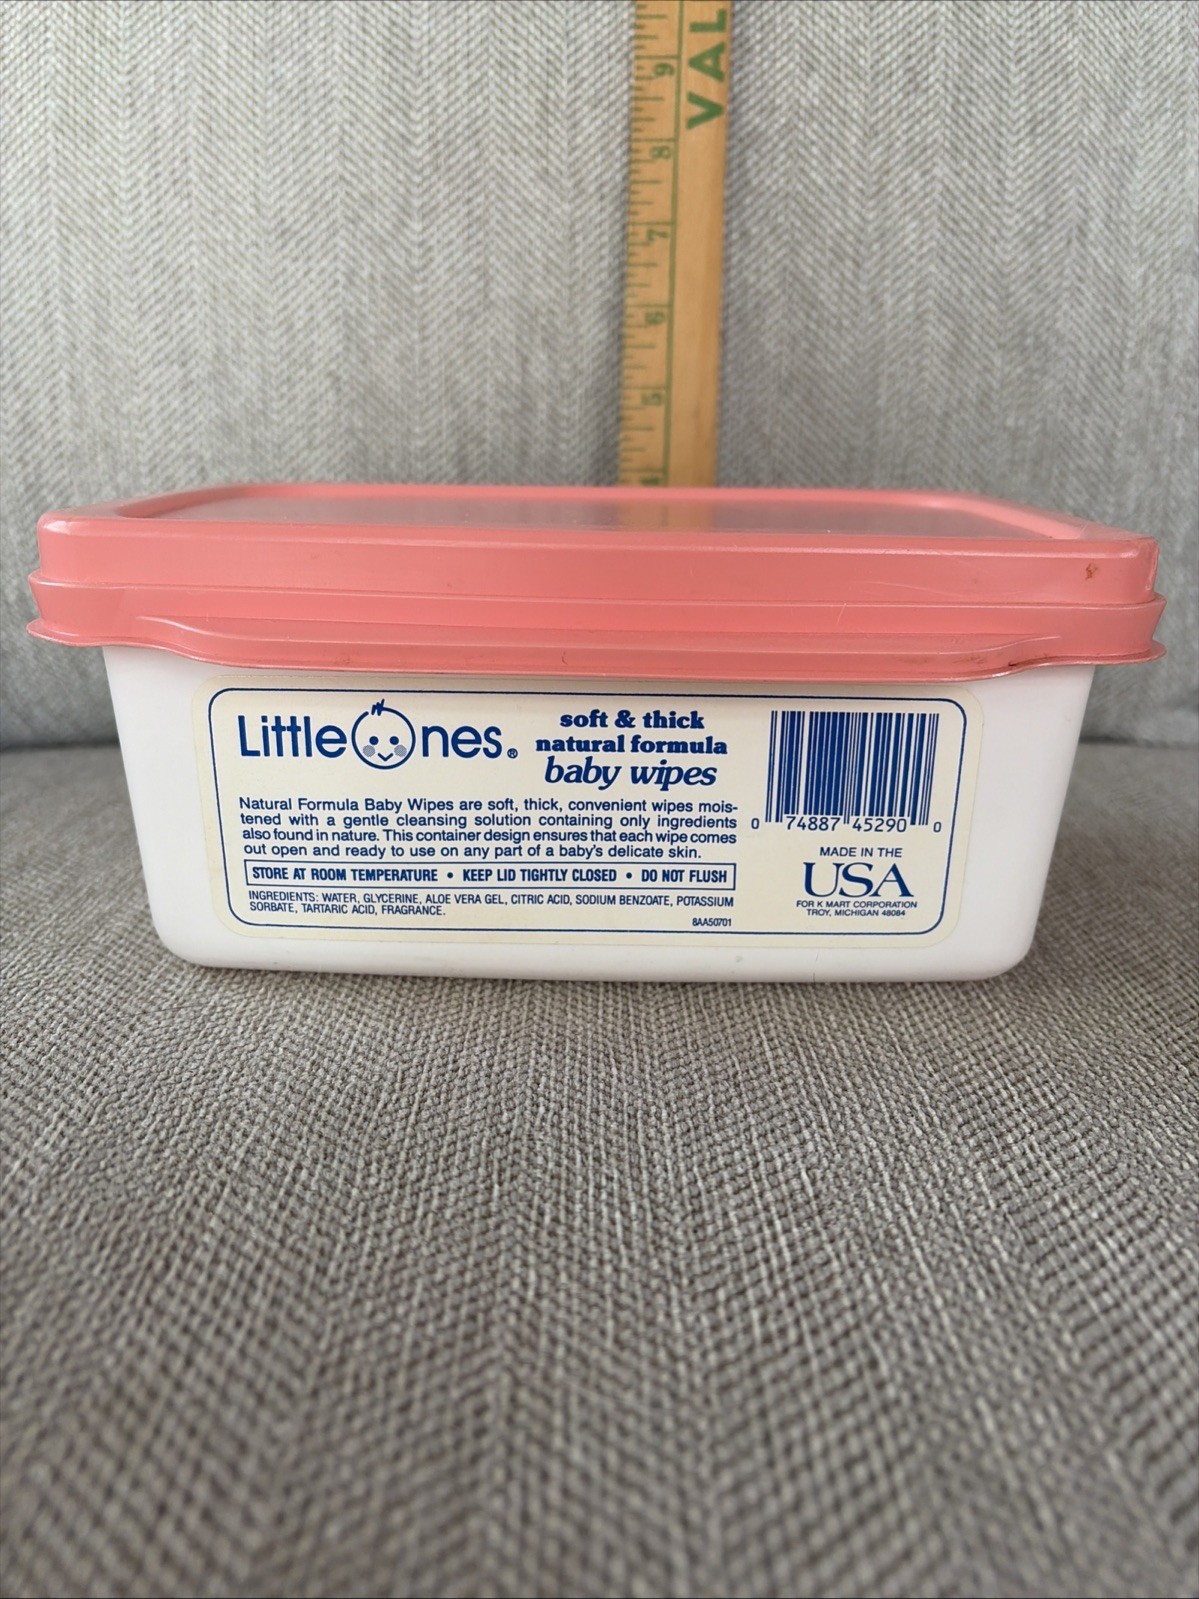 VAL
9
8
7
6
5
Little Ones®
soft & thick
natural formula
baby wipes
Natural Formula Baby Wipes are soft, thick, convenient wipes mois-
tened with a gentle cleansing solution containing only ingredients
also found in nature. This container design ensures that each wipe comes
out open and ready to use on any part of a baby's delicate skin.
STORE AT ROOM TEMPERATURE • KEEP LID TIGHTLY CLOSED • DO NOT FLUSH
INGREDIENTS: WATER, GLYCERINE, ALOE VERA GEL, CITRIC ACID, SODIUM BENZOATE, POTASSIUM
SORBATE, TARTARIC ACID, FRAGRANCE.
8AA50701
0 74887 45290 0
MADE IN THE
USA
FOR K MART CORPORATION
TROY, MICHIGAN 48084